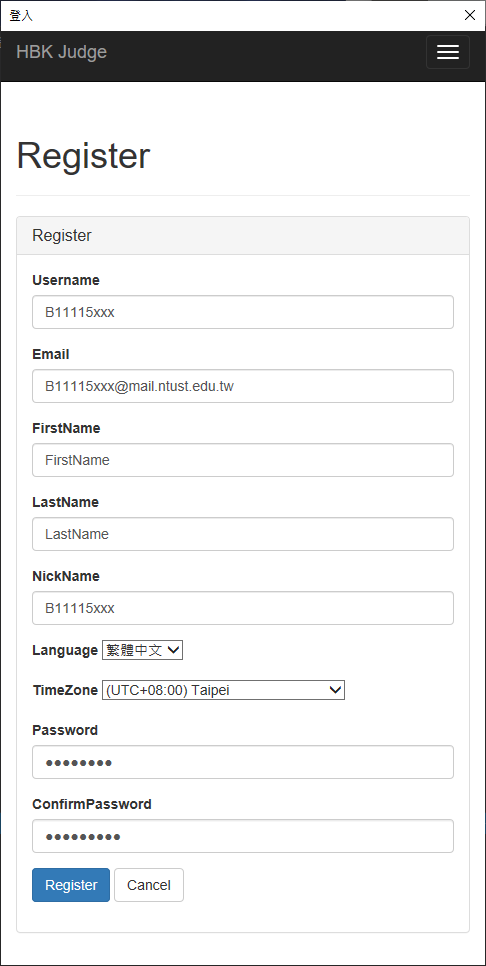 登入
HBK Judge
Register
Register
Username
B11115xxx
Email
B11115xxx@mail.ntust.edu.tw
FirstName
FirstName
LastName
LastName
NickName
B11115xxx
Language 繁體中文
TimeZone (UTC+08:00) Taipei
Password
●●●●●●●●
ConfirmPassword
●●●●●●●●●
Register Cancel